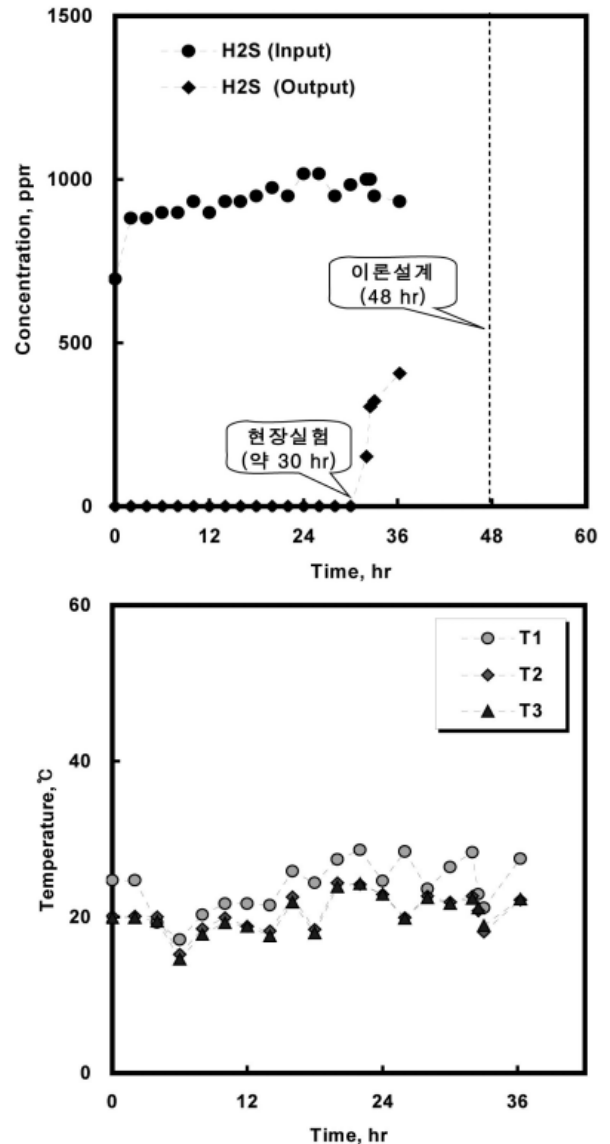 1500
H2S (Input)
H2S (Output)
1000
Concentration, ppm
이론설계
(48 hr)
500
현장실험
(약 30 hr)
0
0 12 24 36 48 60
Time, hr
60
T1
T2
T3
40
Temperature, ℃
20
0
0 12 24 36
Time, hr